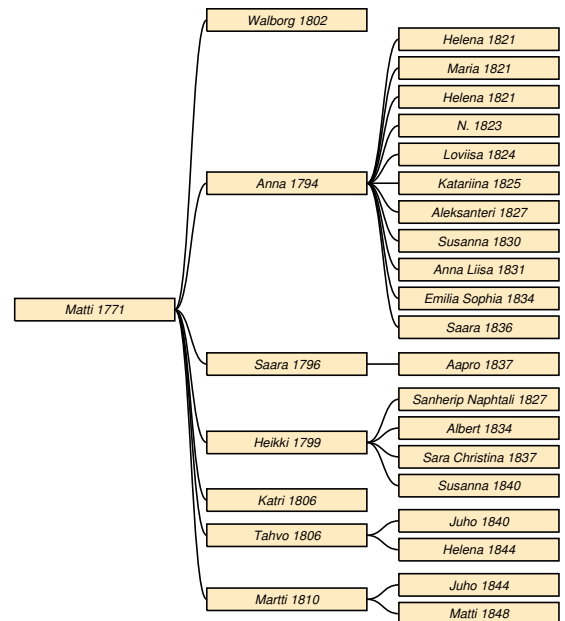 Walborg 1802
Helena 1821
Maria 1821
Helena 1821
N. 1823
Loviisa 1824
Anna 1794
Katariina 1825
Aleksanteri 1827
Susanna 1830
Anna Liisa 1831
Emilia Sophia 1834
Matti 1771
Saara 1836
Saara 1796
Aapro 1837
Sanherip Naphtali 1827
Albert 1834
Heikki 1799
Sara Christina 1837
Susanna 1840
Katri 1806
Juho 1840
Tahvo 1806
Helena 1844
Juho 1844
Martti 1810
Matti 1848